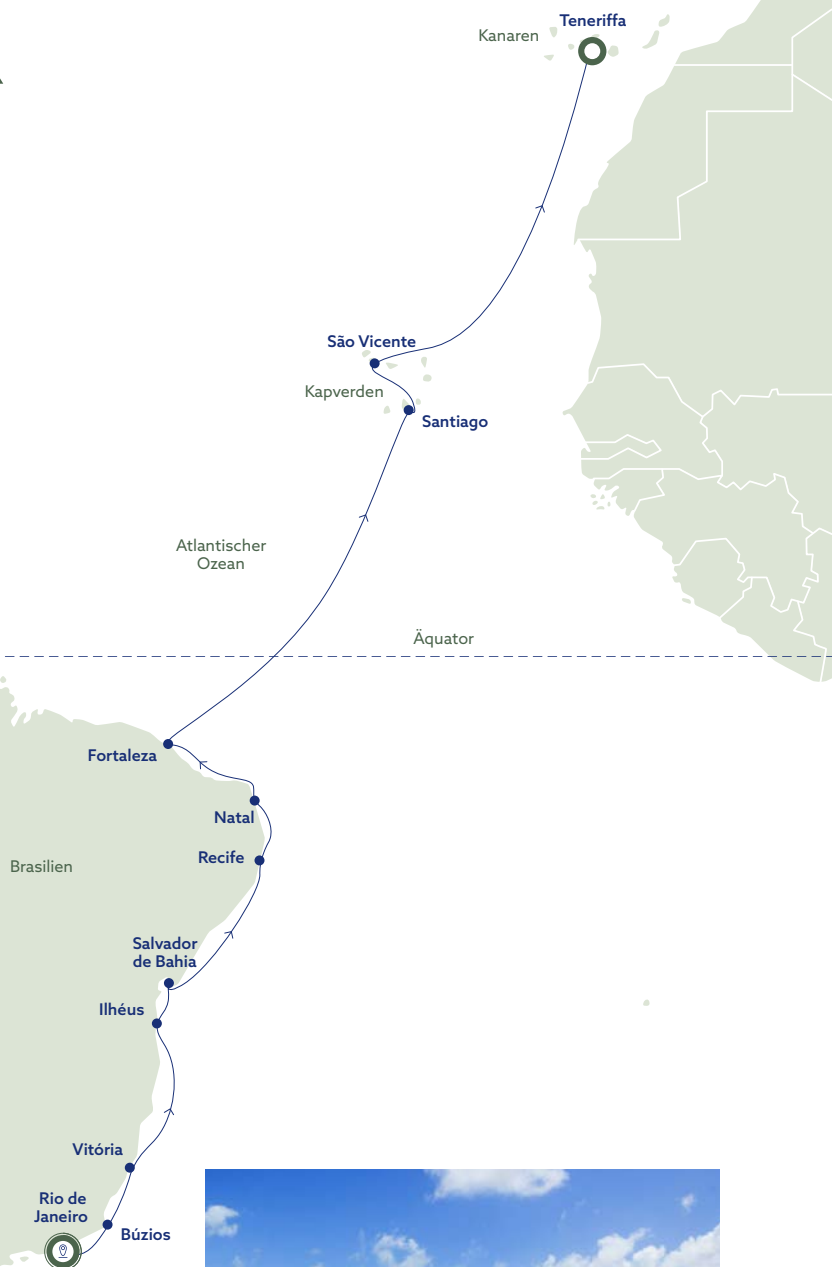 Teneriffa
Kanaren
São Vicente
Kapverden
Santiago
Atlantischer
Ozean
Äquator
Fortaleza
Natal
Recife
Brasilien
Salvador
de Bahia
Ilhéus
Vitória
Rio de
Janeiro
Búzios